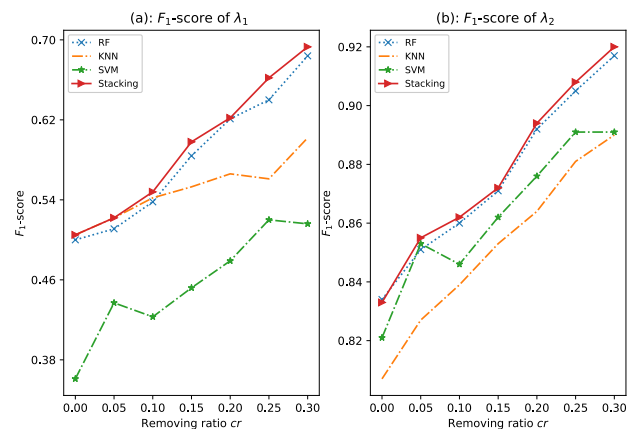 (a): F₁-score of λ₁
0.70
0.62
0.54
0.46
0.38
F₁-score
RF
KNN
SVM
Stacking
0.00 0.05 0.10 0.15 0.20 0.25 0.30
Removing ratio cr
(b): F₁-score of λ₂
0.92
0.90
0.88
0.86
0.84
0.82
F₁-score
RF
KNN
SVM
Stacking
0.00 0.05 0.10 0.15 0.20 0.25 0.30
Removing ratio cr